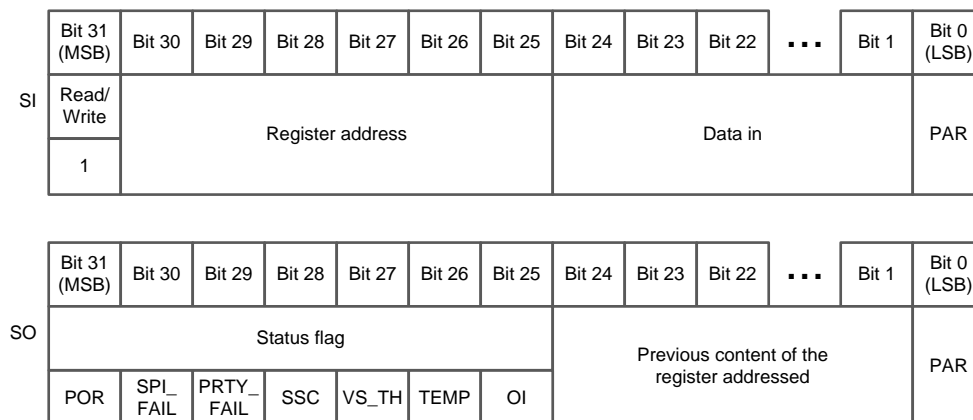 Bit 31 Bit 30 Bit 29 Bit 28 Bit 27 Bit 26 Bit 25 Bit 24 Bit 23 Bit 22 ... Bit 1 Bit 0
(MSB) (LSB)
SI
Read/
Write
1
Register address
Data in
PAR
Bit 31 Bit 30 Bit 29 Bit 28 Bit 27 Bit 26 Bit 25 Bit 24 Bit 23 Bit 22 ... Bit 1 Bit 0
(MSB) (LSB)
SO
Status flag
POR
SPI_
FAIL
PRTY_
FAIL
SSC
VS_TH
TEMP
OI
Previous content of the
register addressed
PAR